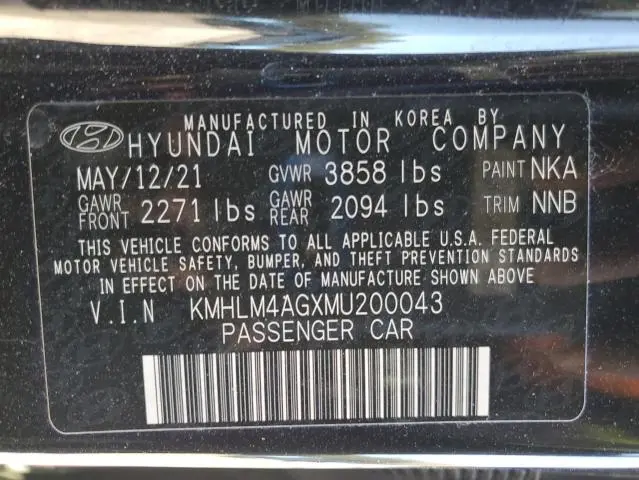 MANUFACTURED IN KOREA BY
HYUNDAI MOTOR COMPANY
MAY/12/21 GVWR 3858 lbs PAINT NKA
GAWR FRONT 2271 lbs GAWR REAR 2094 lbs TRIM NNB
THIS VEHICLE CONFORMS TO ALL APPLICABLE U.S.A. FEDERAL
MOTOR VEHICLE SAFETY, BUMPER, AND THEFT PREVENTION STANDARDS
IN EFFECT ON THE DATE OF MANUFACTURE SHOWN ABOVE
V.I.N KMHLM4AGXMU200043
PASSENGER CAR